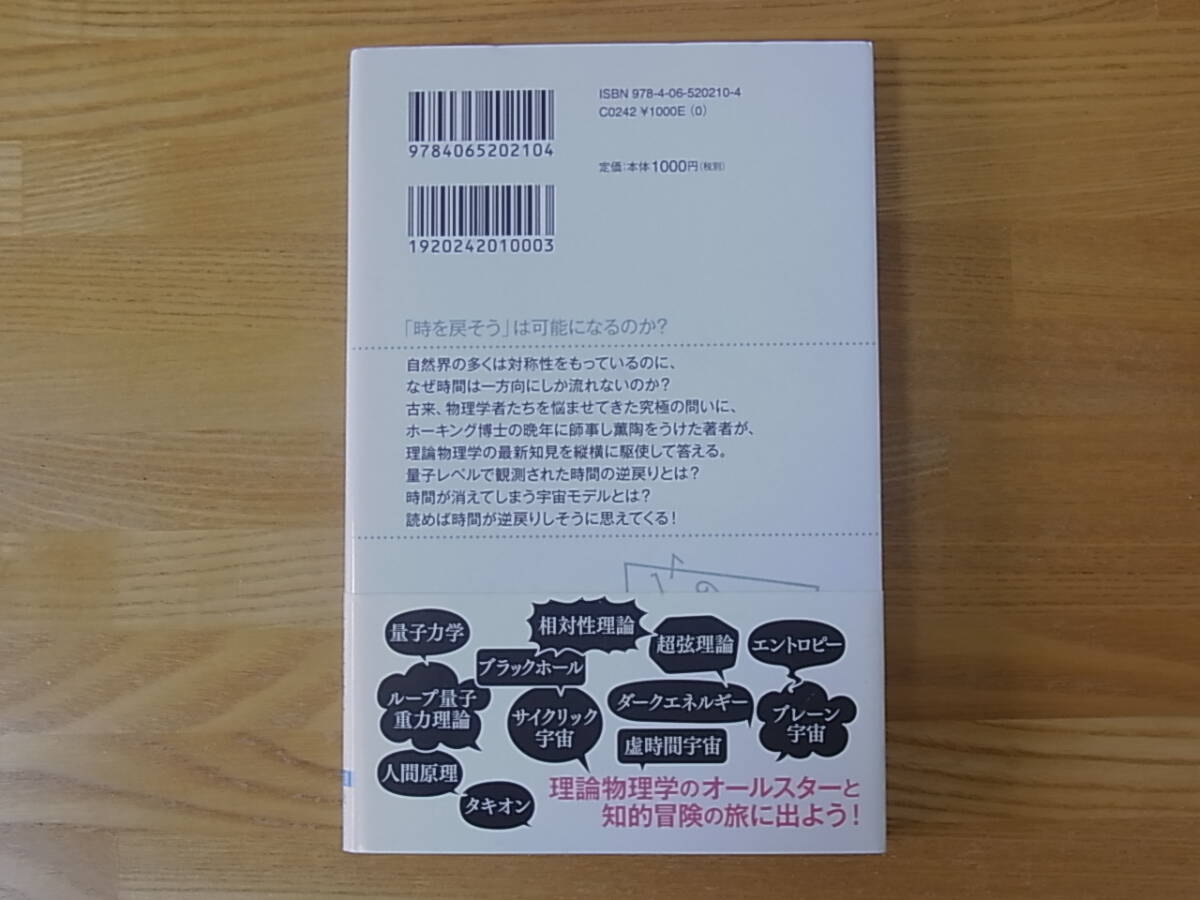 ISBN 978-4-06-520210-4
C0242 ¥1000E (0)
9784065202104
定価:本体1000円(税別)
1920242010003
「時を戻そう」は可能になるのか?
自然界の多くは対称性をもっているのに、
なぜ時間は一方向にしか流れないのか?
古来、物理学者たちを悩ませてきた究極の問いに、
ホーキング博士の晩年に師事し薫陶をうけた著者が、
理論物理学の最新知見を縦横に駆使して答える。
量子レベルで観測された時間の逆戻りとは?
時間が消えてしまう宇宙モデルとは?
読めば時間が逆戻りしそうに思えてくる!
量子力学
相対性理論
超弦理論
エントロピー
ブラックホール
ループ量子
重力理論
サイクリック
宇宙
ダークエネルギー
ブレーン
宇宙
虚時間宇宙
人間原理
タキオン
理論物理学のオールスターと
知的冒険の旅に出よう!